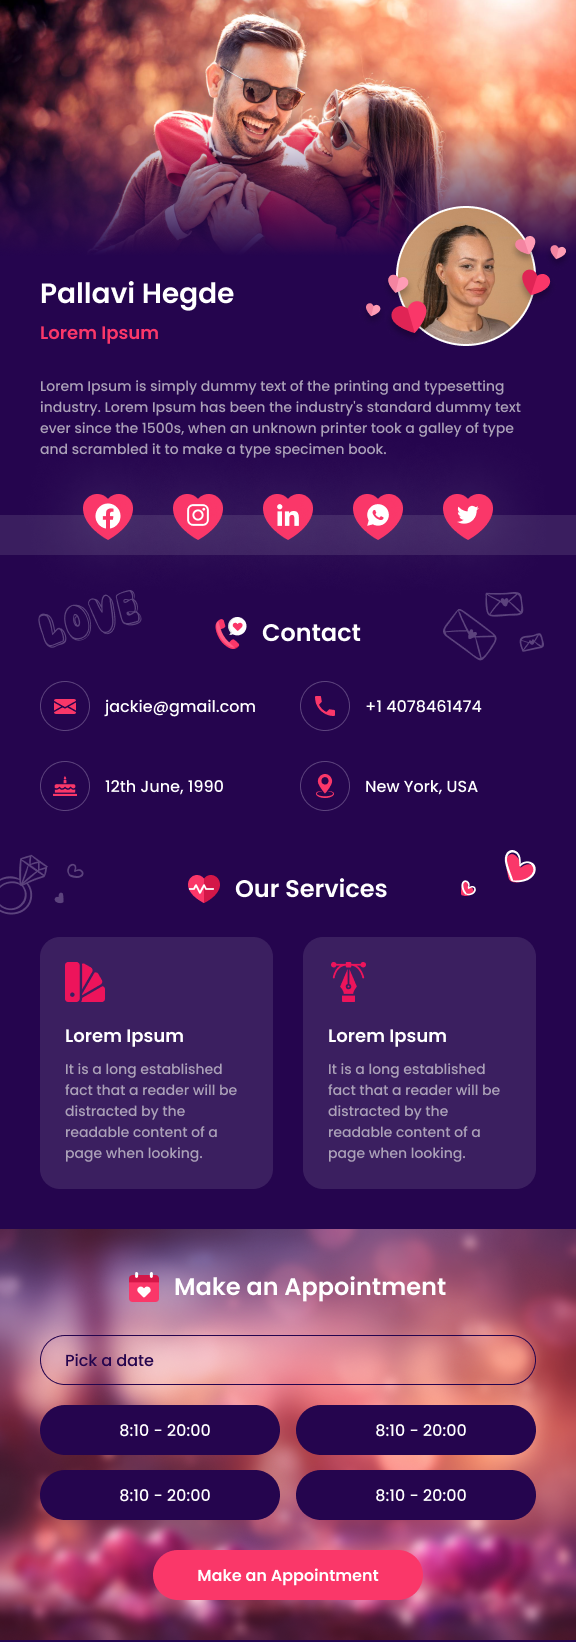 Pallavi Hegde
Lorem Ipsum
Lorem Ipsum is simply dummy text of the printing and typesetting
industry. Lorem Ipsum has been the industry's standard dummy text
ever since the 1500s, when an unknown printer took a galley of type
and scrambled it to make a type specimen book.
in
LOVE
Contact
jackie@gmail.com
+1 4078461474
12th June, 1990
New York, USA
Our Services
Lorem Ipsum
It is a long established
fact that a reader will be
distracted by the
readable content of a
page when looking.
Lorem Ipsum
It is a long established
fact that a reader will be
distracted by the
readable content of a
page when looking.
Make an Appointment
Pick a date
8:10 - 20:00
8:10 - 20:00
8:10 - 20:00
8:10 - 20:00
Make an Appointment